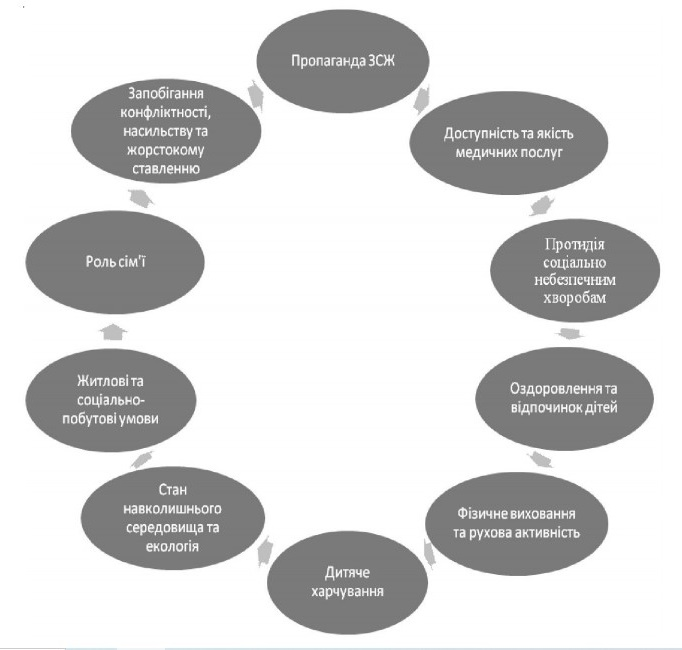 Пропаганда ЗСЖ
Доступність та якість
медичних послуг
Протидія
соціально
небезпечним
хворобам
Оздоровлення та
відпочинок дітей
Фізичне виховання
та рухова активність
Дитяче
харчування
Стан
навколишнього
середовища та
екологія
Житлові та
соціально-
побутові умови
Роль сім'ї
Запобігання
конфліктності,
насильству та
жорстокому
ставленню